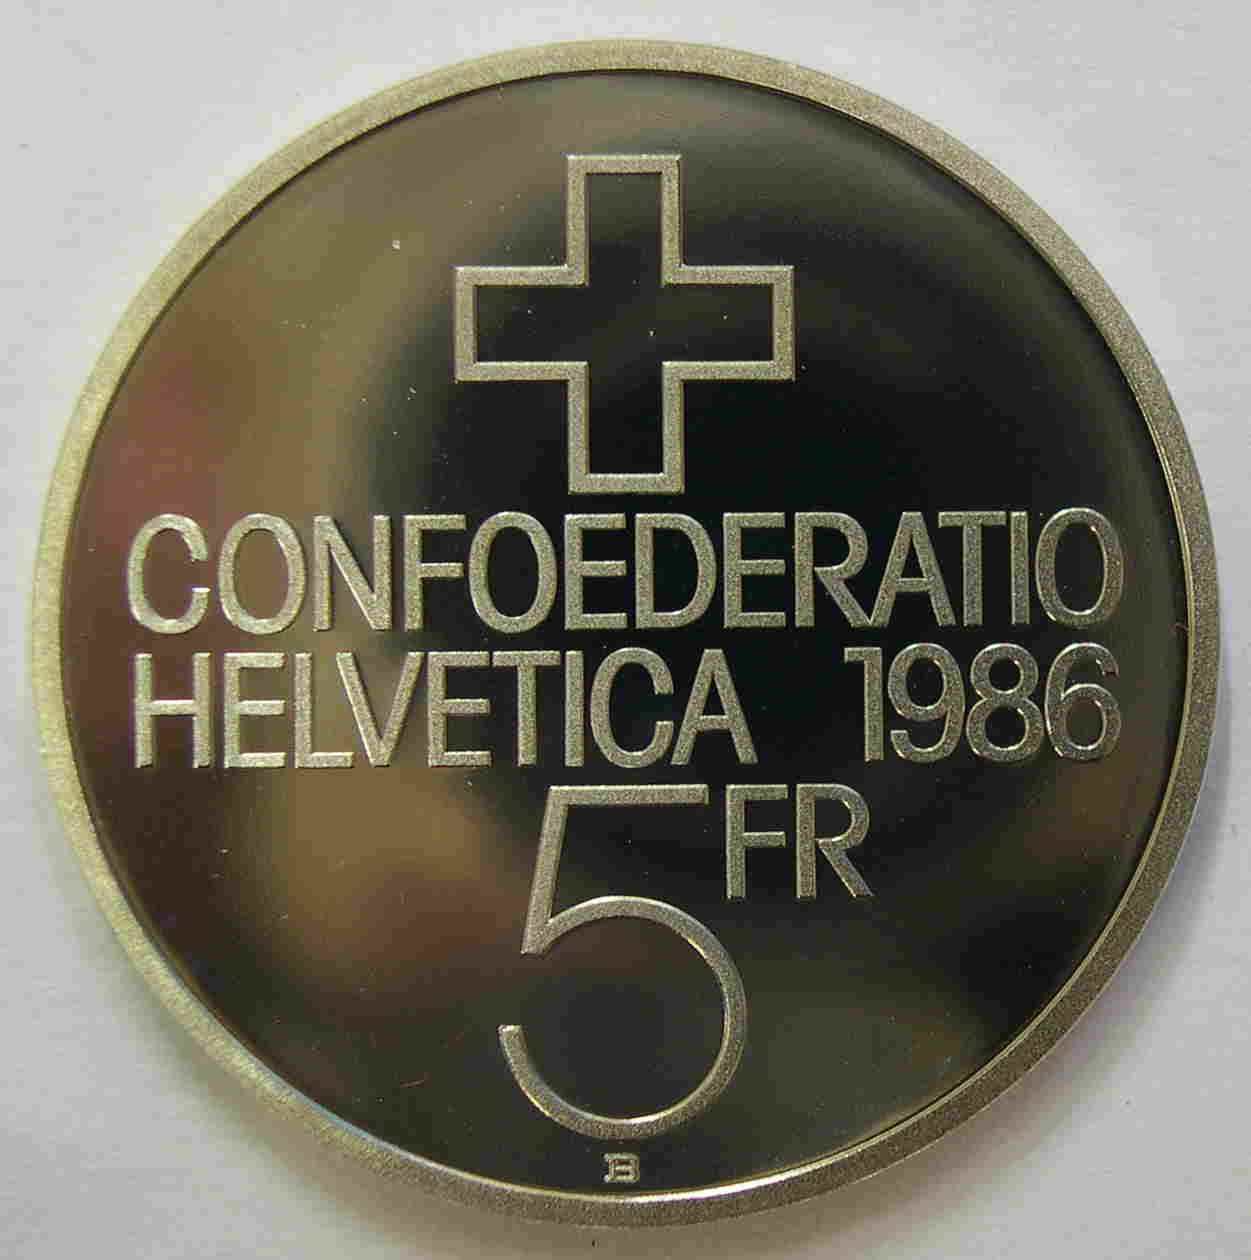 CONFOEDERATIO
HELVETICA 1986
5 FR
B